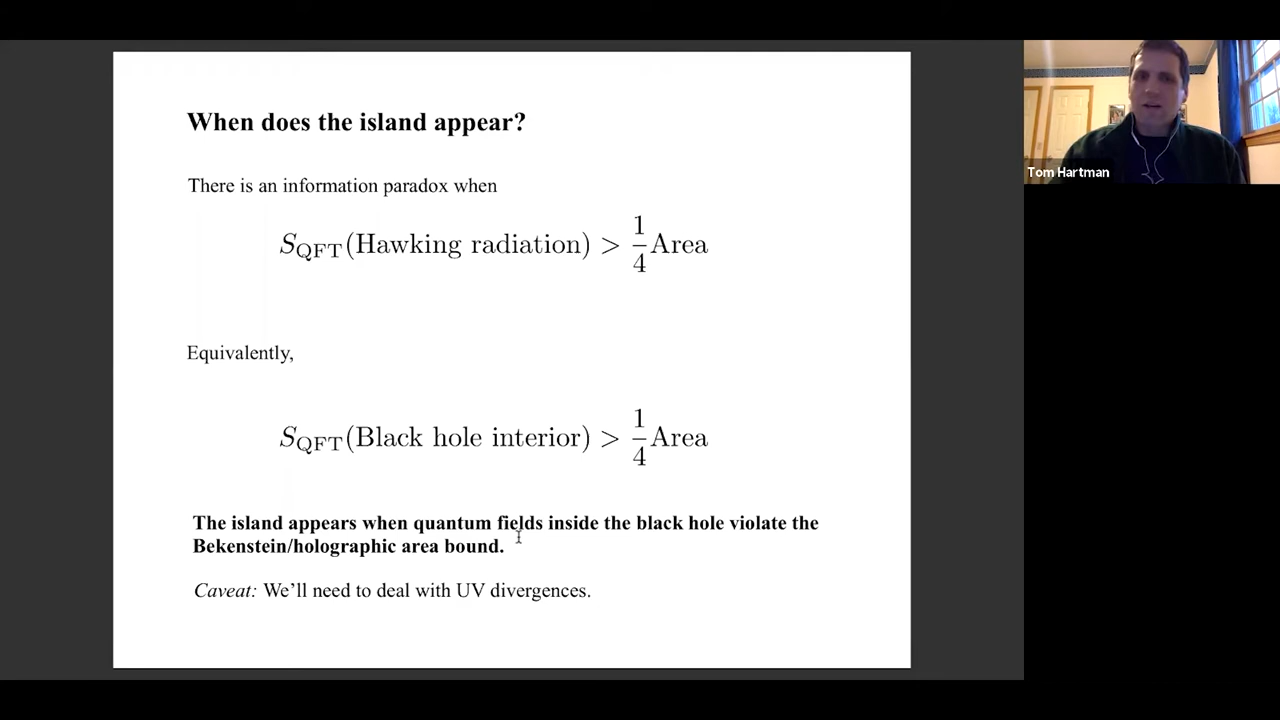 When does the island appear?
There is an information paradox when
S_QFT(Hawking radiation) > 1/4 Area
Equivalently,
S_QFT(Black hole interior) > 1/4 Area
The island appears when quantum fields inside the black hole violate the
Bekenstein/holographic area bound.
Caveat: We’ll need to deal with UV divergences.
Tom Hartman